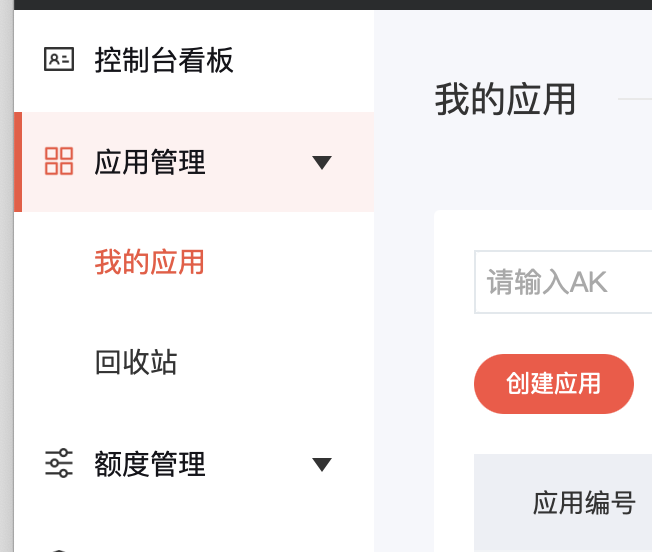 控制台看板
应用管理
我的应用
回收站
额度管理
我的应用
请输入AK
创建应用
应用编号